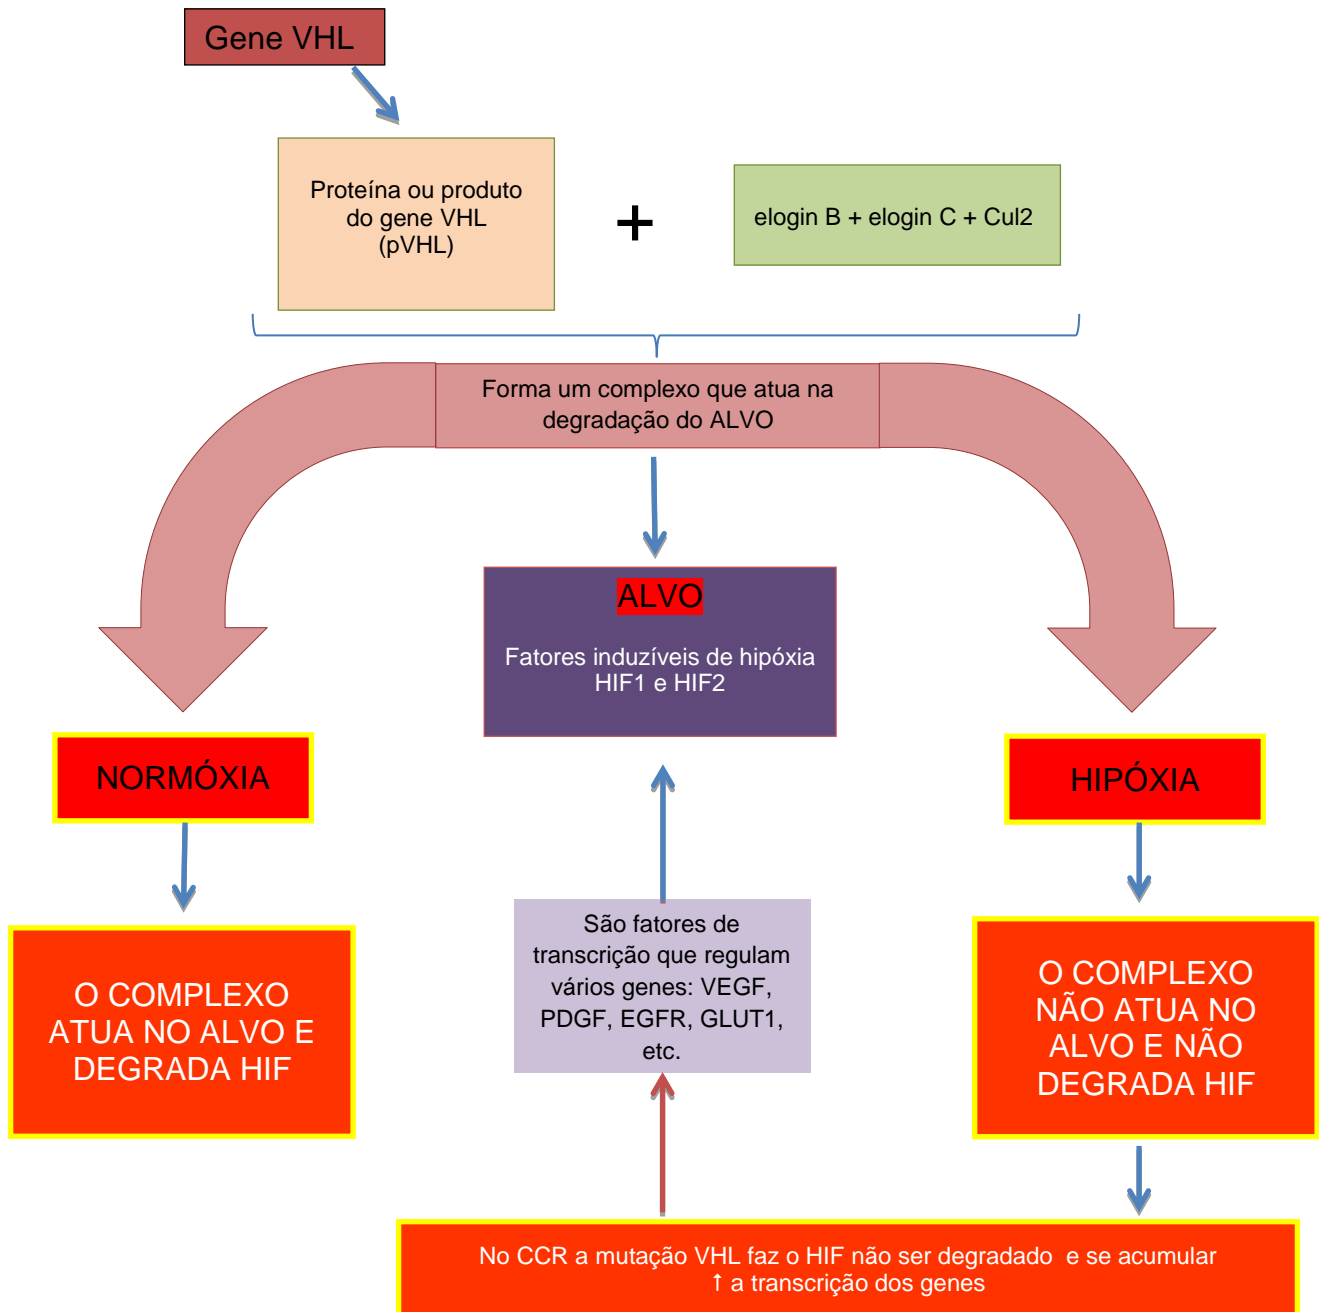 Gene VHL
Proteína ou produto
do gene VHL
(pVHL)
+
elogin B + elogin C + Cul2
Forma um complexo que atua na
degradação do ALVO
ALVO
Fatores induzíveis de hipóxia
HIF1 e HIF2
NORMÓXIA
HIPÓXIA
O COMPLEXO
ATUA NO ALVO E
DEGRADA HIF
São fatores de
transcrição que regulam
vários genes: VEGF,
PDGF, EGFR, GLUT1,
etc.
O COMPLEXO
NÃO ATUA NO
ALVO E NÃO
DEGRADA HIF
No CCR a mutação VHL faz o HIF não ser degradado e se acumular
↑ a transcrição dos genes